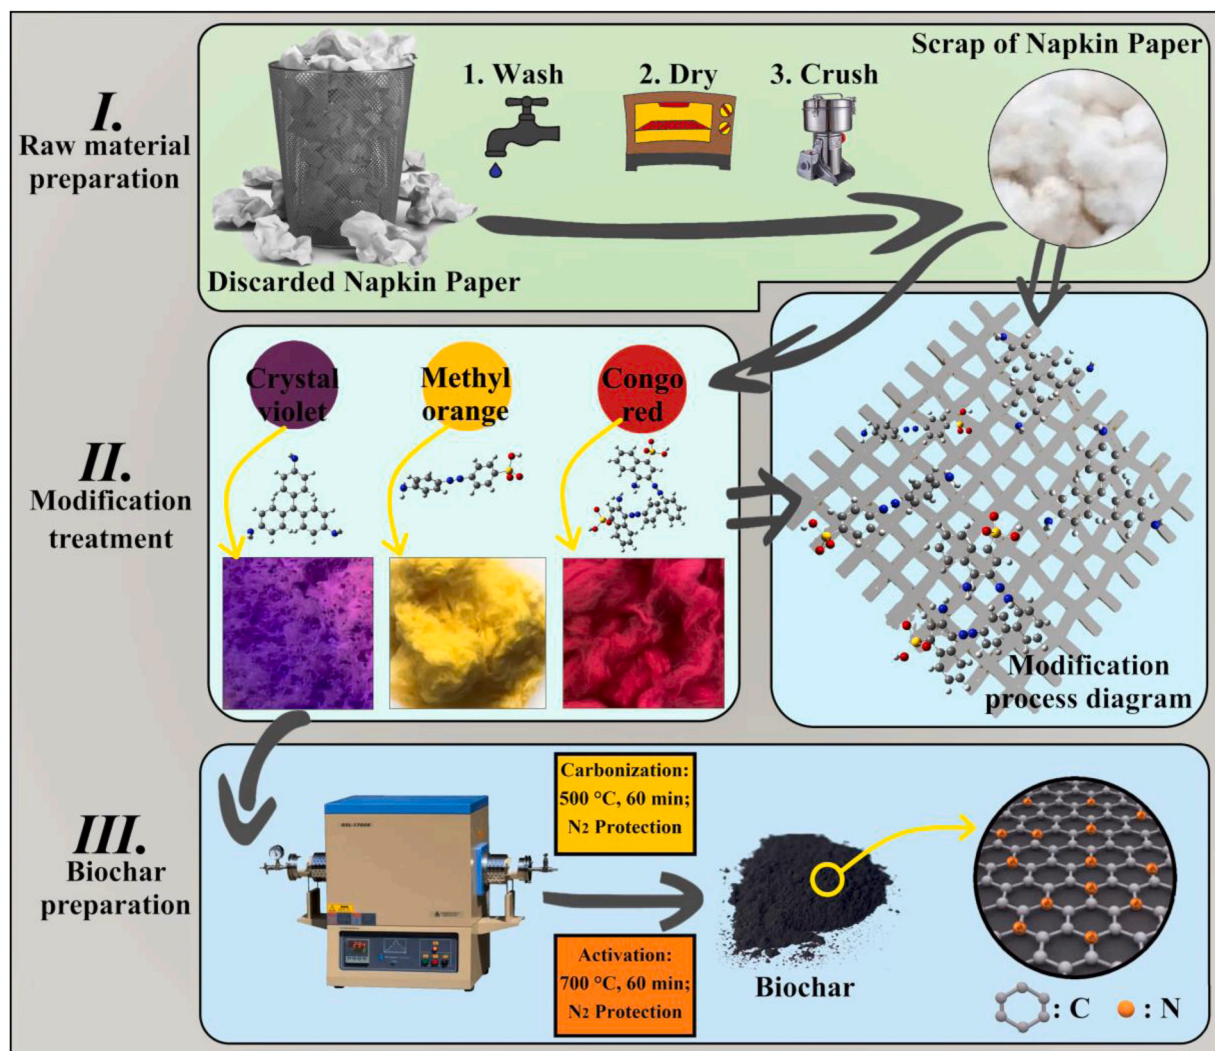 I.
Raw material
preparation
1. Wash
2. Dry
3. Crush
Scrap of Napkin Paper
Discarded Napkin Paper
II.
Modification
treatment
Crystal
violet
Methyl
orange
Congo
red
Modification
process diagram
III.
Biochar
preparation
Carbonization:
500 °C, 60 min;
N2 Protection
Activation:
700 °C, 60 min;
N2 Protection
Biochar
: C
: N
N
N
N
N
N
N
N
N
N
N
N
N
N